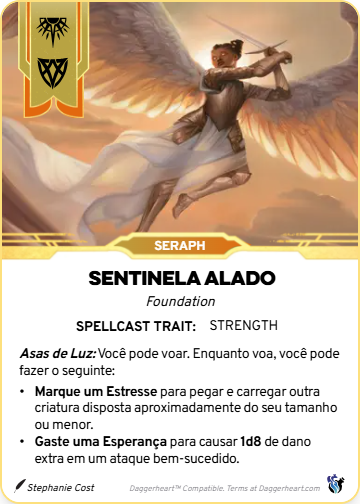 SERAPH
SENTINELA ALADO
Foundation
SPELLCAST TRAIT: STRENGTH
Asas de Luz: Você pode voar. Enquanto voa, você pode
fazer o seguinte:
• Marque um Estresse para pegar e carregar outra
criatura disposta aproximadamente do seu tamanho
ou menor.
• Gaste uma Esperança para causar 1d8 de dano
extra em um ataque bem-sucedido.
Stephanie Cost
Daggerheart™ Compatible. Terms at Daggerheart.com